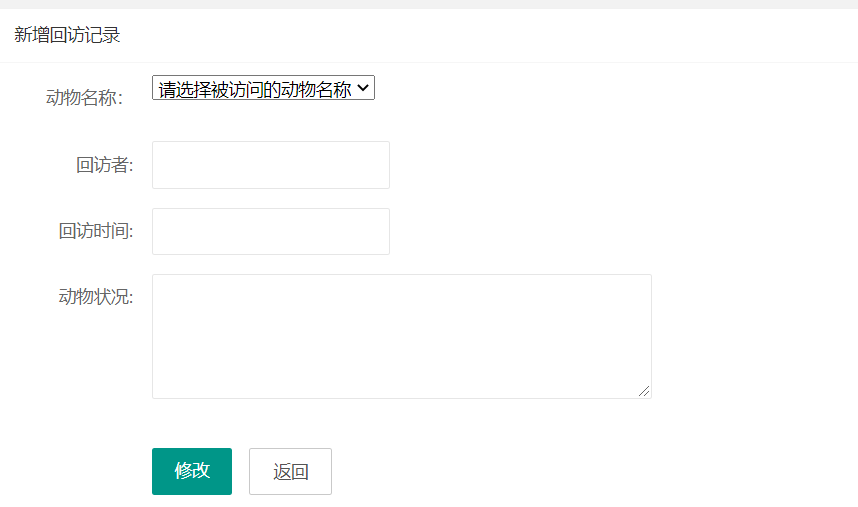 新增回访记录
动物名称：
请选择被访问的动物名称
回访者:
回访时间:
动物状况:
修改 返回